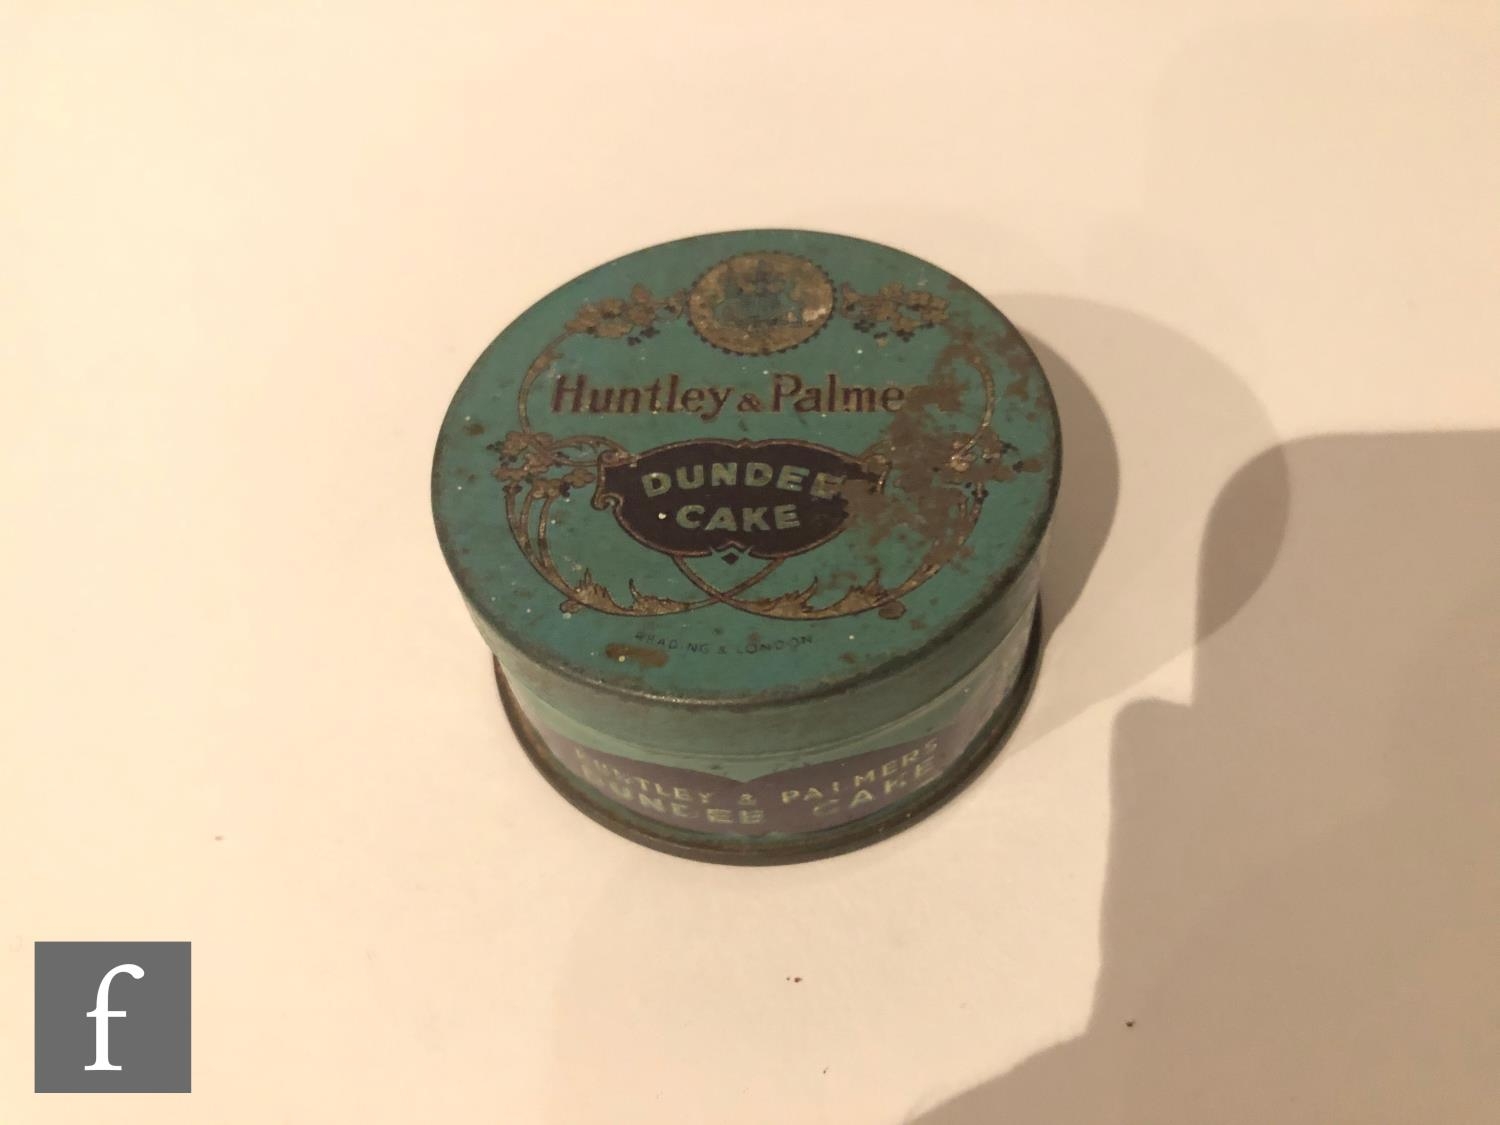 Huntley & Palme
DUNDEE
CAKE
READING & LONDON
HUNTLEY & PALMERS
DUNDEE CAKE
f